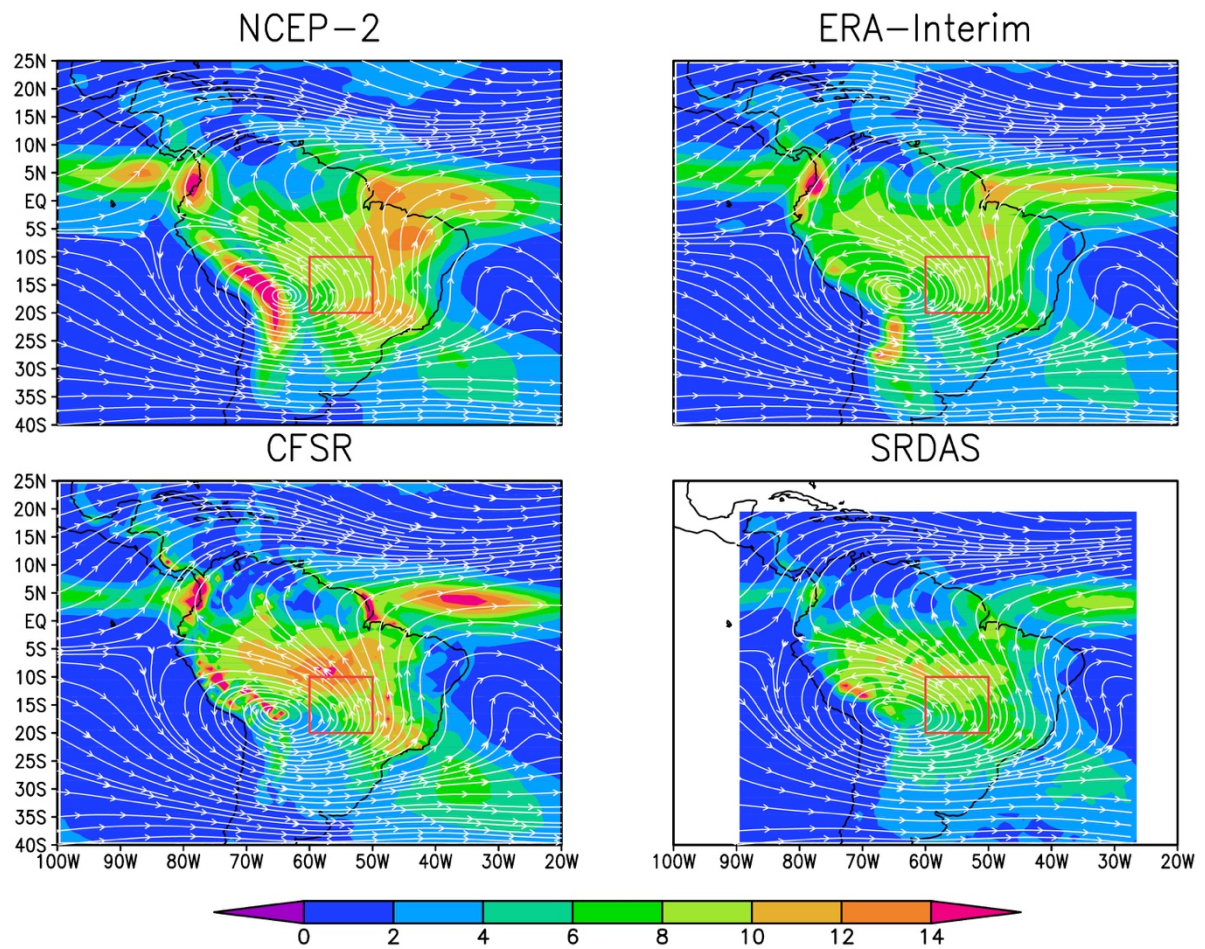 NCEP-2 ERA-Interim
25N
20N
15N
10N
5N
EQ
5S
10S
15S
20S
25S
30S
35S
40S
CFSR SRDAS
25N
20N
15N
10N
5N
EQ
5S
10S
15S
20S
25S
30S
35S
40S
100W 90W 80W 70W 60W 50W 40W 30W 20W 100W 90W 80W 70W 60W 50W 40W 30W 20W
0 2 4 6 8 10 12 14